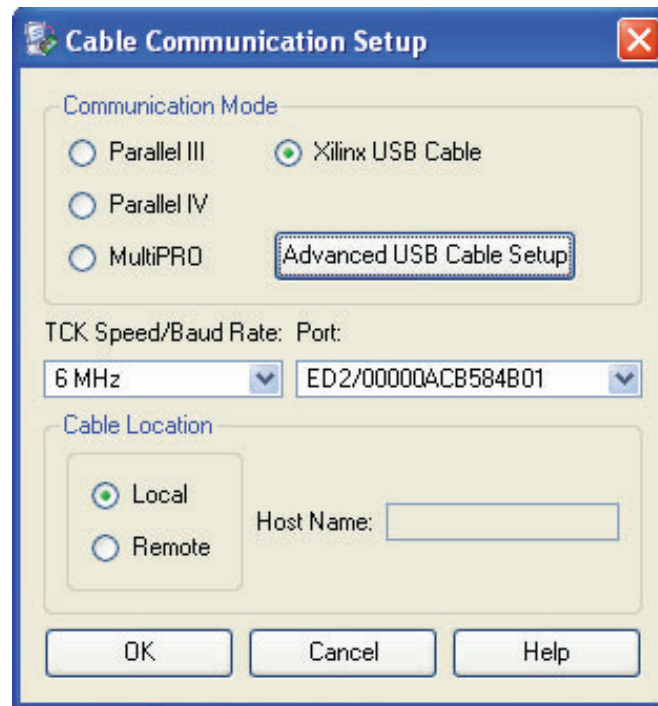 Cable Communication Setup
Communication Mode
Parallel III
Xilinx USB Cable
Parallel IV
MultiPRO
Advanced USB Cable Setup
TCK Speed/Baud Rate: Port:
6 MHz
ED2/00000ACB584B01
Cable Location
Local
Remote
Host Name:
OK
Cancel
Help